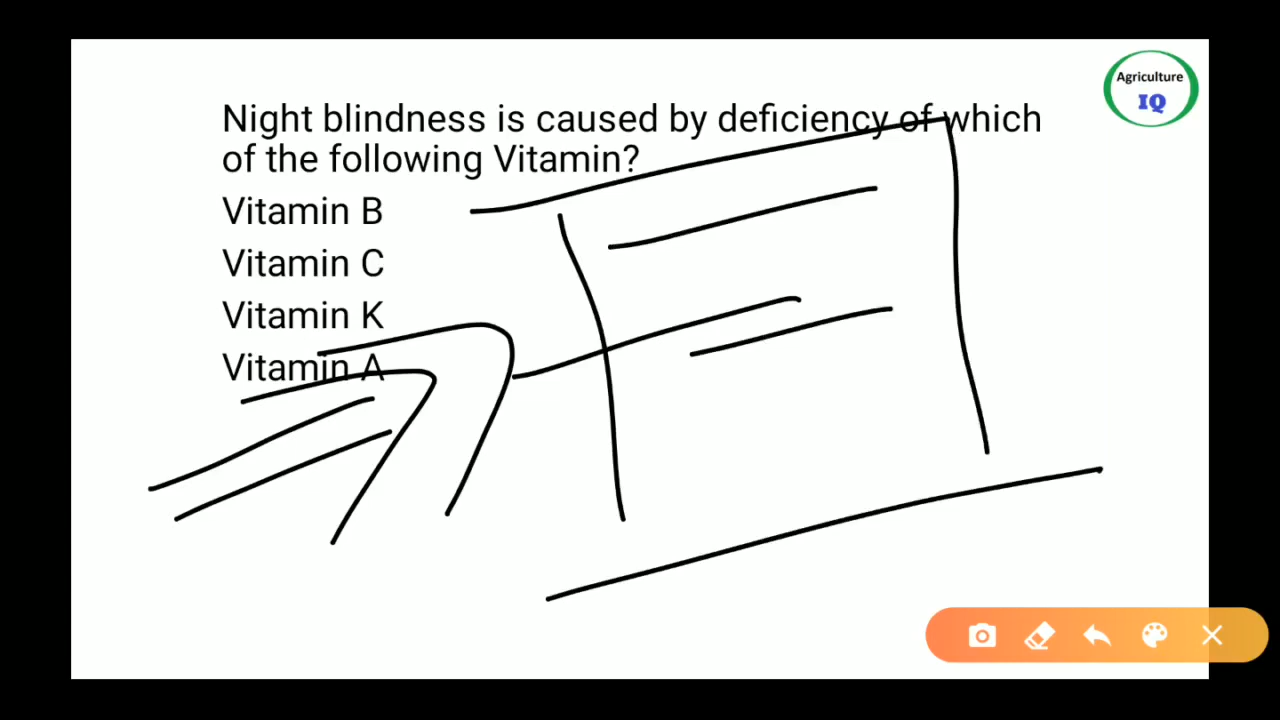 Agriculture
IQ
Night blindness is caused by deficiency of which
of the following Vitamin?
Vitamin B
Vitamin C
Vitamin K
Vitamin A